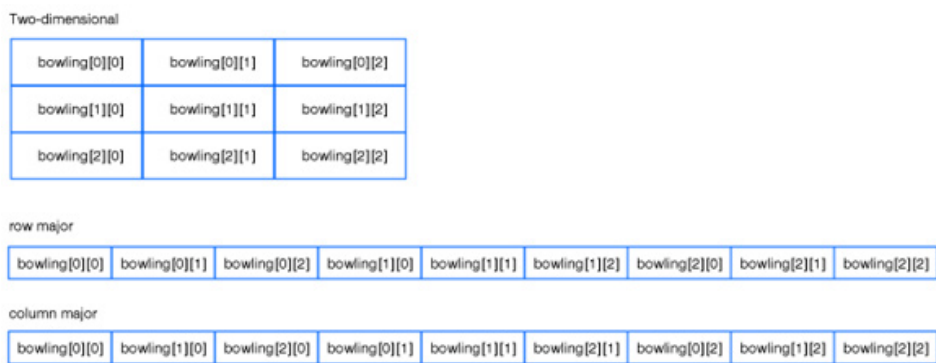 Two-dimensional
bowling[0][0] bowling[0][1] bowling[0][2]
bowling[1][0] bowling[1][1] bowling[1][2]
bowling[2][0] bowling[2][1] bowling[2][2]
row major
bowling[0][0] bowling[0][1] bowling[0][2] bowling[1][0] bowling[1][1] bowling[1][2] bowling[2][0] bowling[2][1] bowling[2][2]
column major
bowling[0][0] bowling[1][0] bowling[2][0] bowling[0][1] bowling[1][1] bowling[2][1] bowling[0][2] bowling[1][2] bowling[2][2]